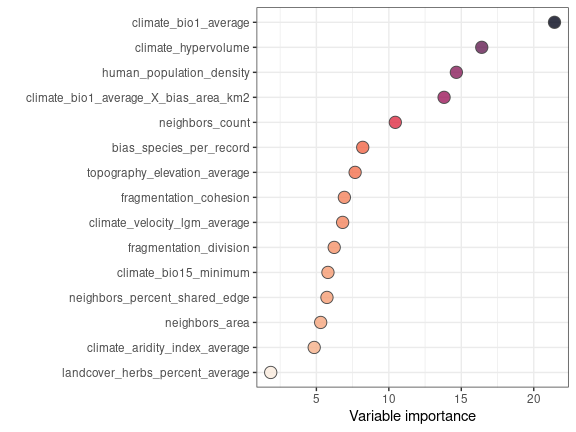 climate_bio1_average
climate_hypervolume
human_population_density
climate_bio1_average_X_bias_area_km2
neighbors_count
bias_species_per_record
topography_elevation_average
fragmentation_cohesion
climate_velocity_lgm_average
fragmentation_division
climate_bio15_minimum
neighbors_percent_shared_edge
neighbors_area
climate_aridity_index_average
landcover_herbs_percent_average
5 10 15 20
Variable importance